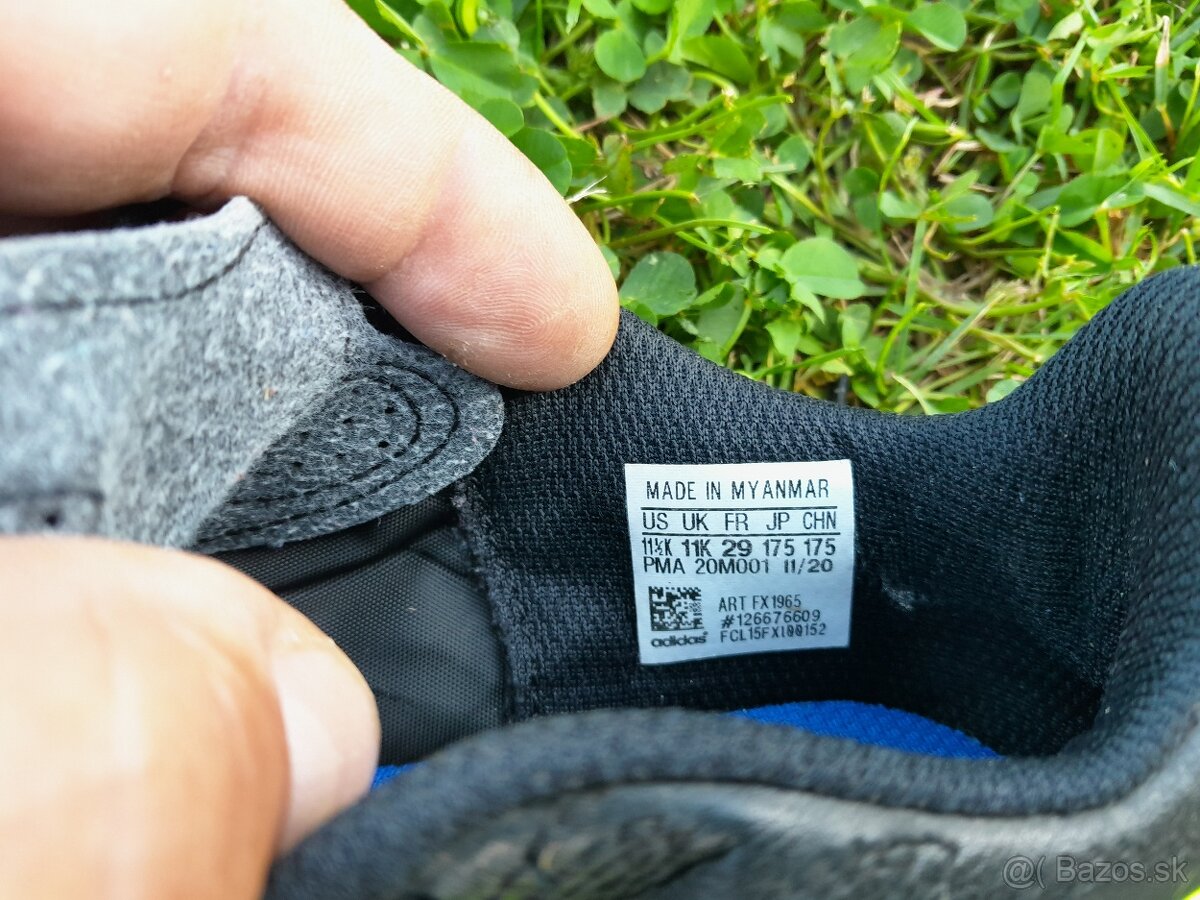 MADE IN MYANMAR
US UK FR JP CHN
11½K 11K 29 175 175
PMA 20M001 11/20
ART FX1965
#126676609
adidas FCL15FX100152
@( Bazos.sk